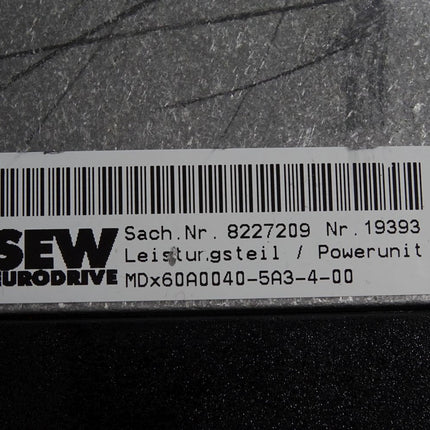 SEW
EURODRIVE
Sach.Nr. 8227209 Nr.19393
Leistungsteil / Powerunit
MDx60A0040-5A3-4-00